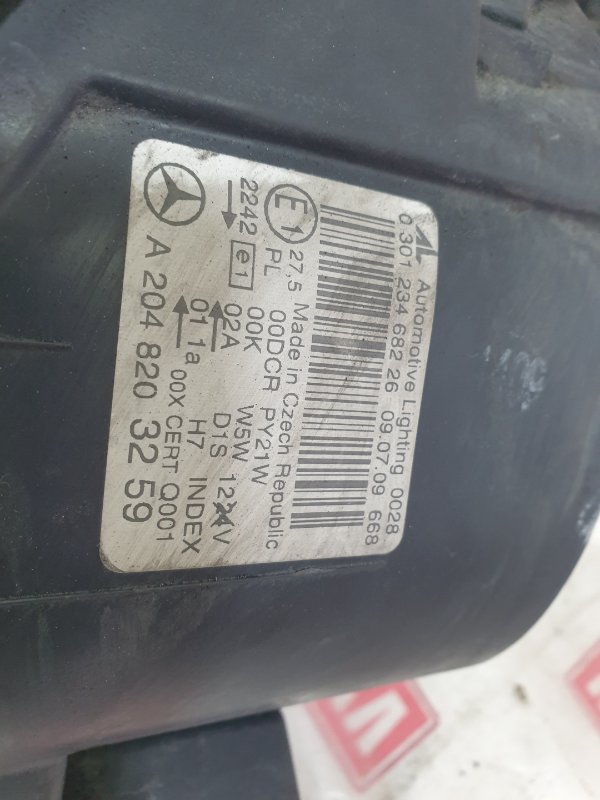 AL Automotive Lighting 0028
0 301 234 682 26 09.07.09 668
E1 27,5 Made in Czech Republic
PL 00DCR PY21W
2242 e1 00K W5W 12V
02A D1S
01 1a 00X H7 INDEX
CERT Q001
A 204 820 32 59